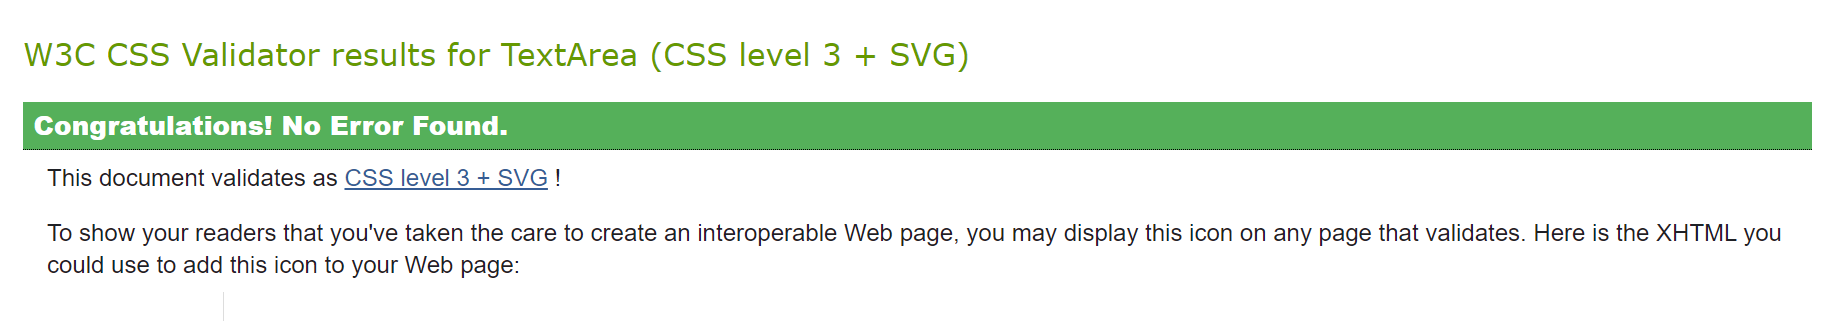 W3C CSS Validator results for TextArea (CSS level 3 + SVG)
Congratulations! No Error Found.
This document validates as CSS level 3 + SVG !
To show your readers that you've taken the care to create an interoperable Web page, you may display this icon on any page that validates. Here is the XHTML you
could use to add this icon to your Web page: